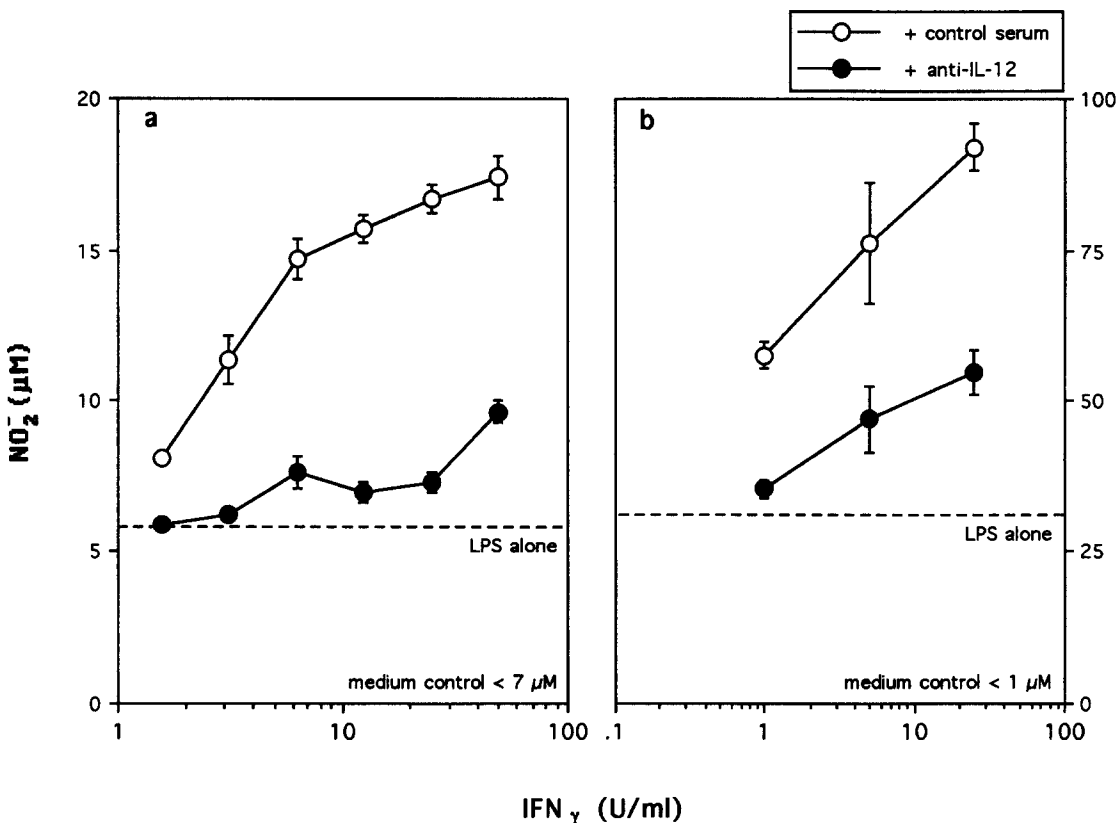 + control serum
+ anti-IL-12
a
b
20
15
10
5
0
100
75
50
25
0
NO₂⁻ (µM)
LPS alone
LPS alone
medium control < 7 µM
medium control < 1 µM
1
10
100
.1
1
10
100
IFN γ (U/ml)